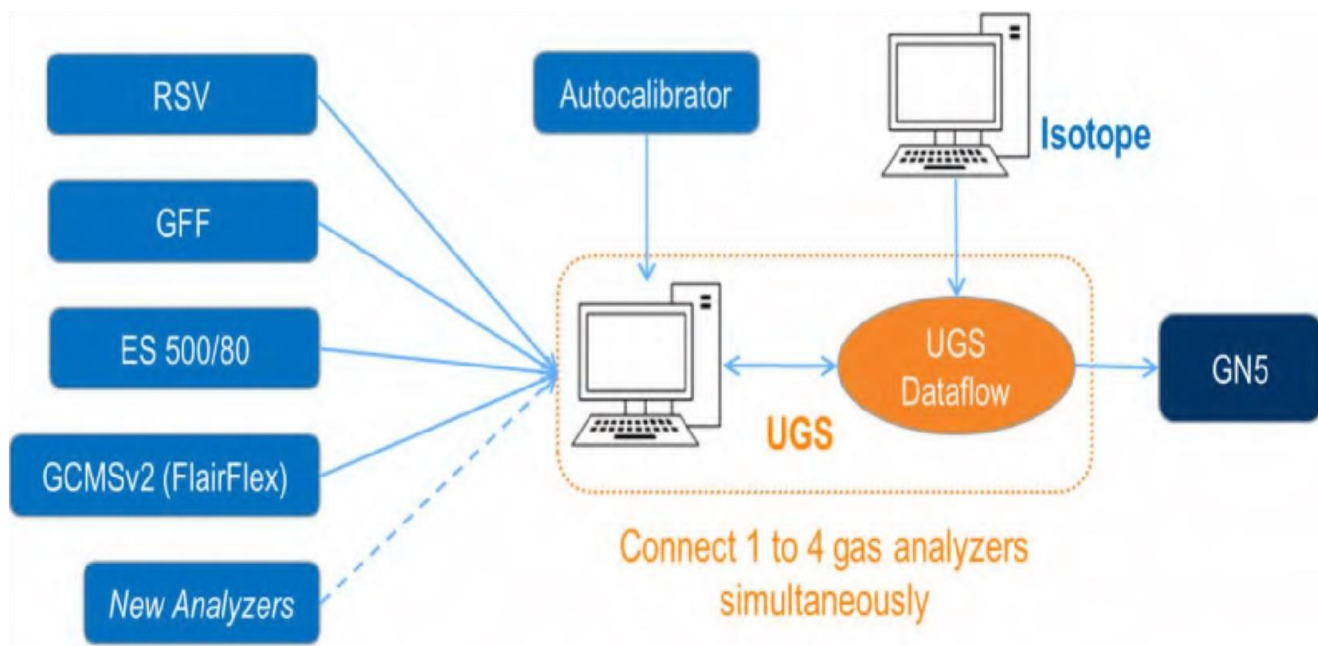 RSV
GFF
ES 500/80
GCMSv2 (FlairFlex)
New Analyzers
Autocalibrator
Isotope
UGS
UGS
Dataflow
GN5
Connect 1 to 4 gas analyzers
simultaneously